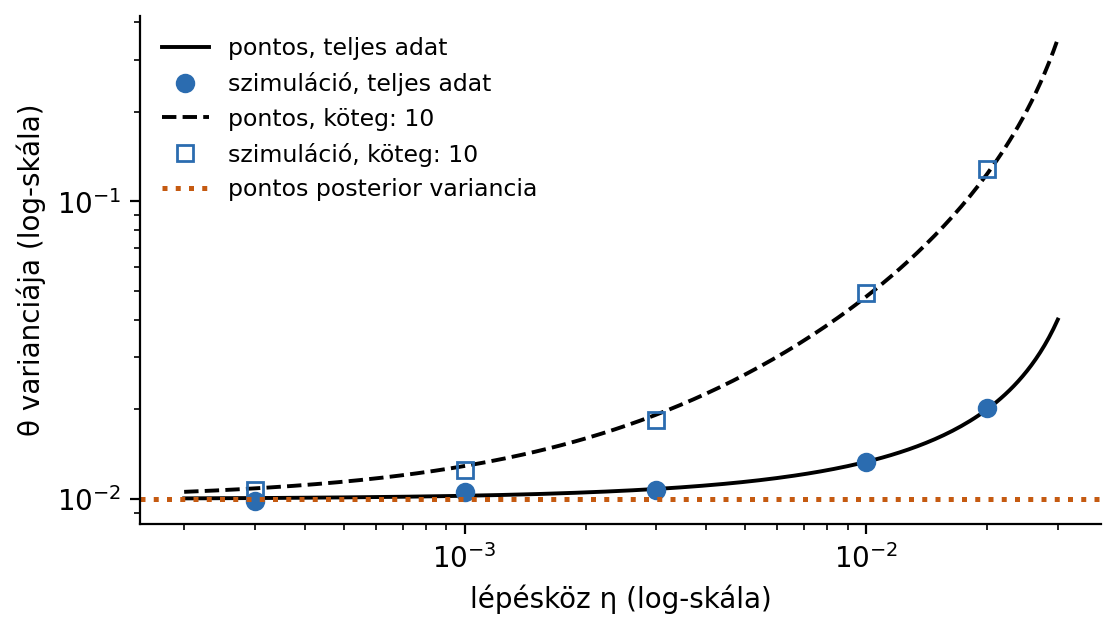 pontos, teljes adat
szimuláció, teljes adat
pontos, köteg: 10
szimuláció, köteg: 10
pontos posterior variancia
θ varianciája (log-skála)
10⁻¹
10⁻²
10⁻³
10⁻²
lépésköz η (log-skála)